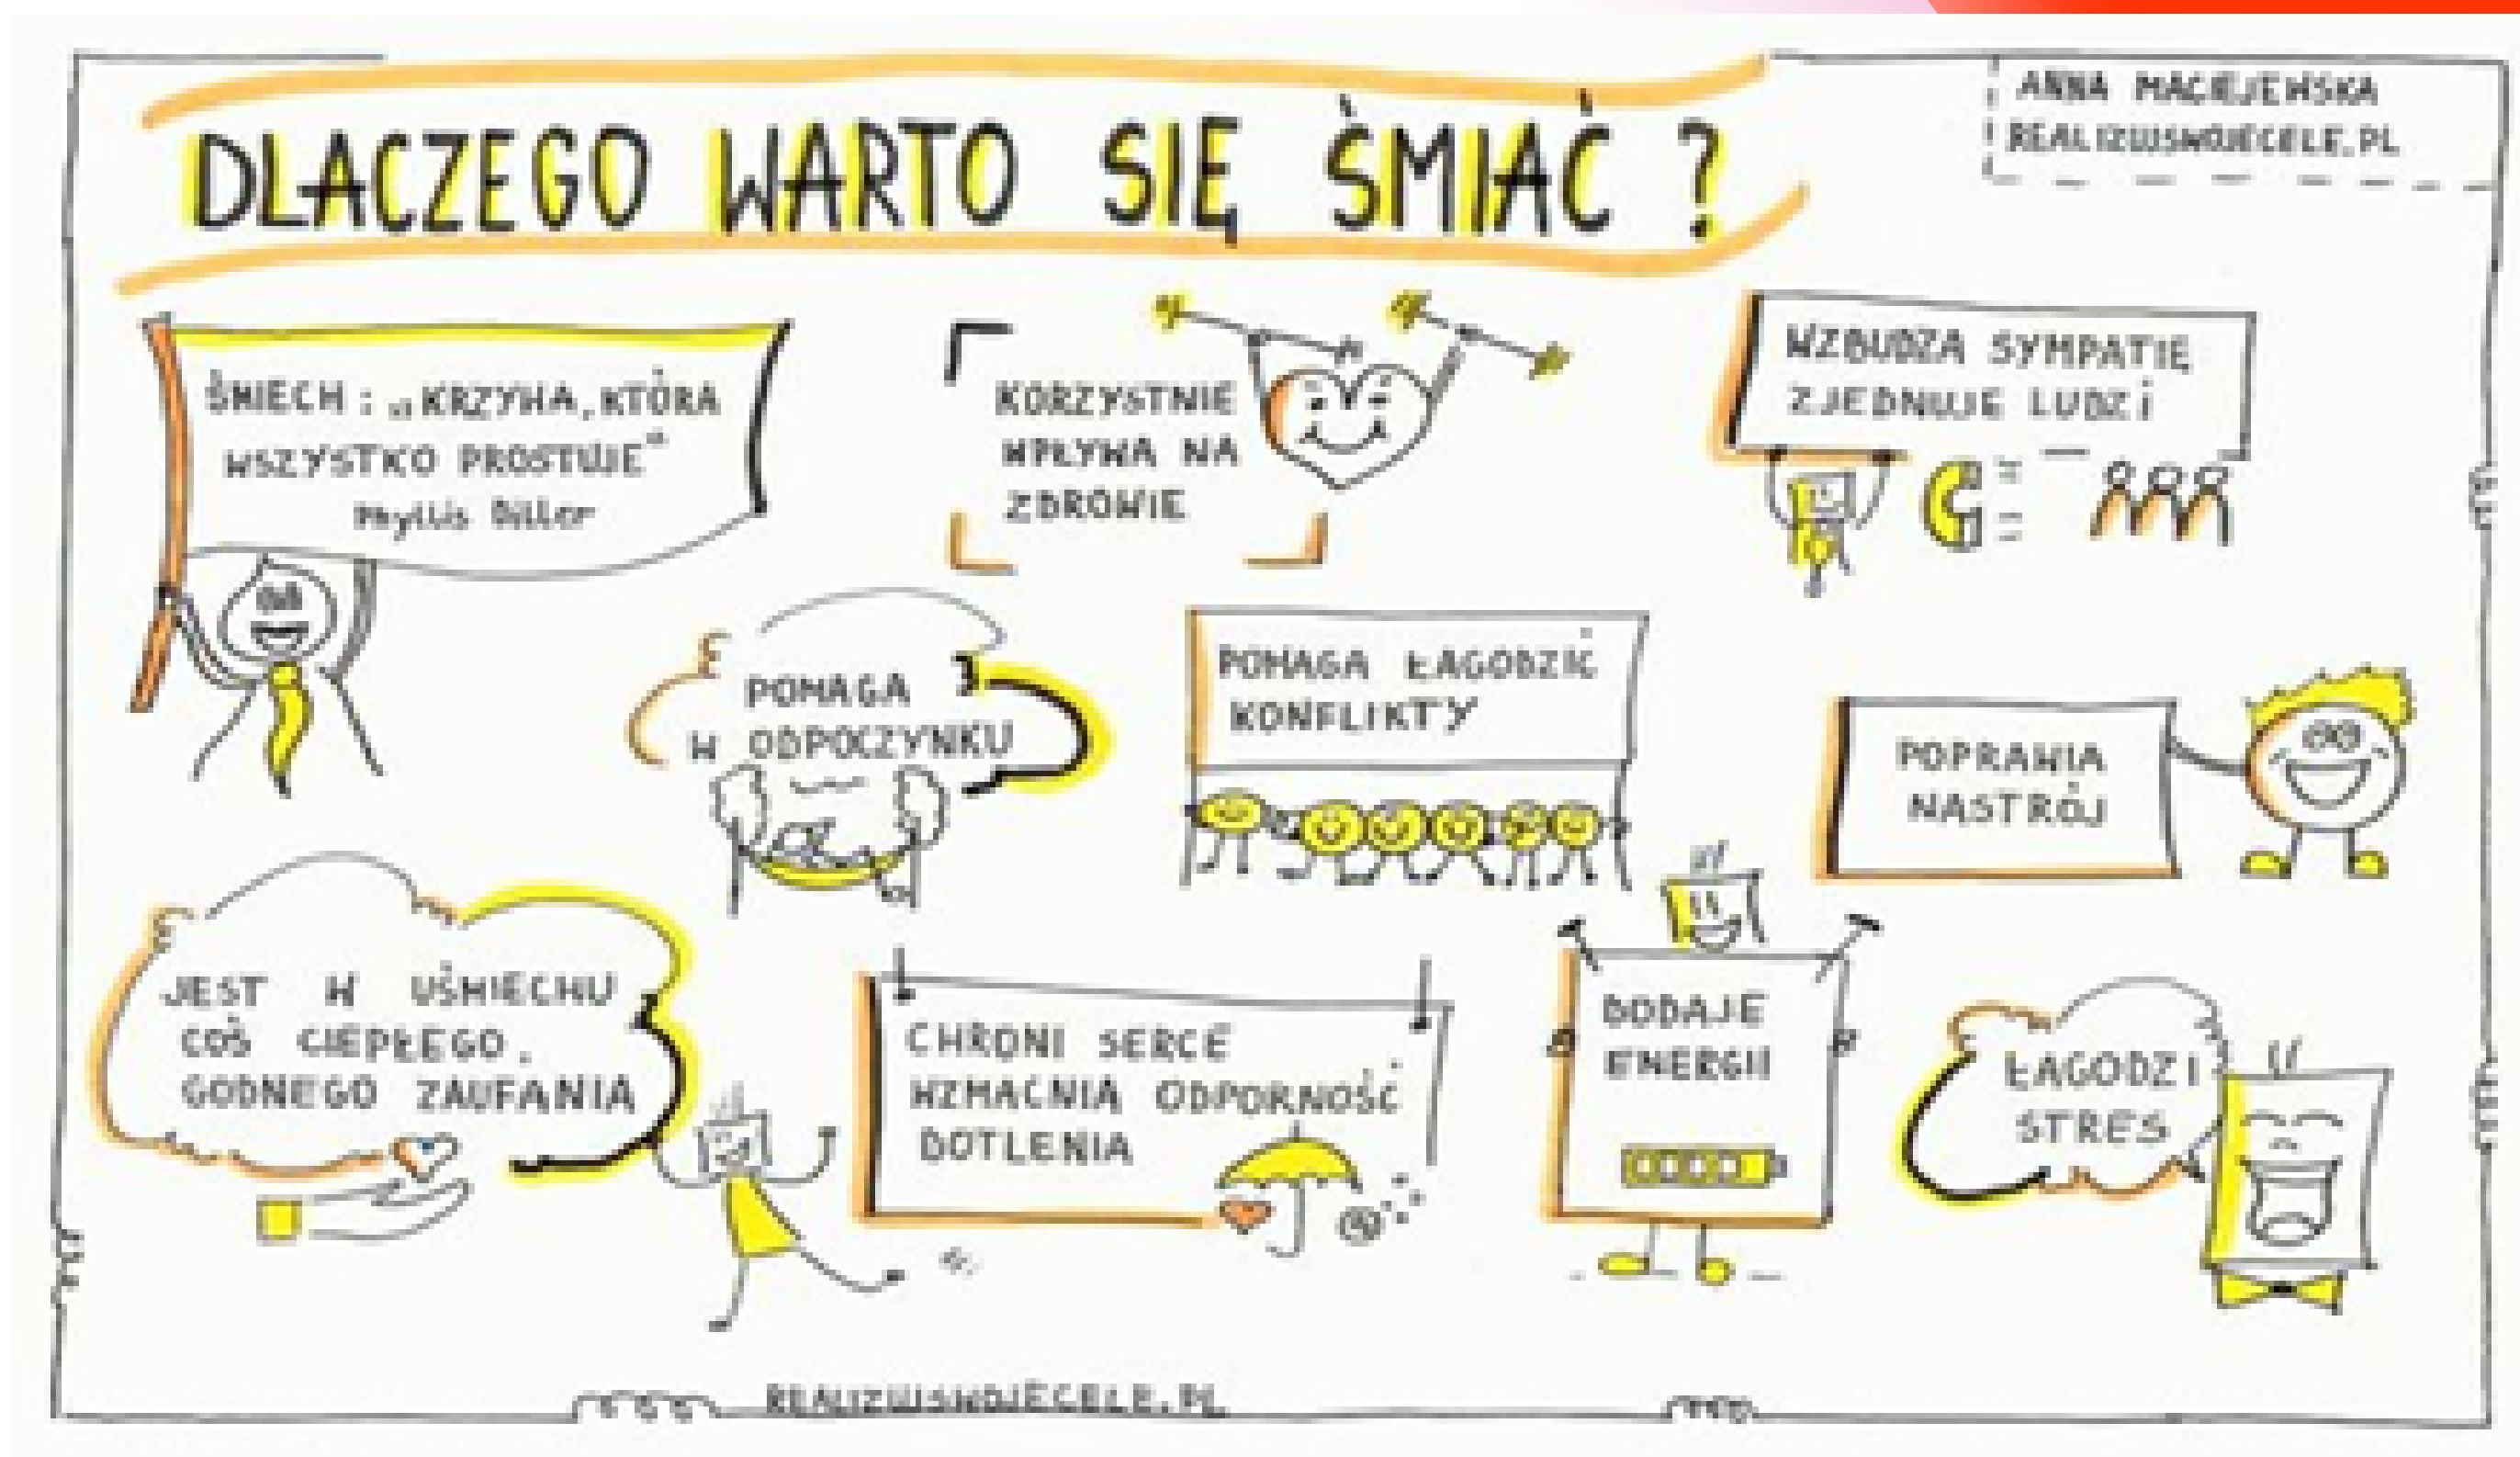 DLACZEGO WARTO SIĘ ŚMIAĆ ?
ANNA MACIEJEWSKA
REALIZUJSWOJECELE.PL
ŚMIECH : „KRZYWA, KTÓRA
WSZYSTKO PROSTUJE"
Phyllis Diller
KORZYSTNIE
WPŁYWA NA
ZDROWIE
WZBUDZA SYMPATIĘ
ZJEDNUJE LUDZI
POMAGA
W ODPOCZYNKU
POMAGA ŁAGODZIĆ
KONFLIKTY
POPRAWIA
NASTRÓJ
JEST W UŚMIECHU
COŚ CIEPŁEGO,
GODNEGO ZAUFANIA
CHRONI SERCE
WZMACNIA ODPORNOŚĆ
DOTLENIA
DODAJE
ENERGII
ŁAGODZI
STRES
REALIZUJSWOJECELE.PL